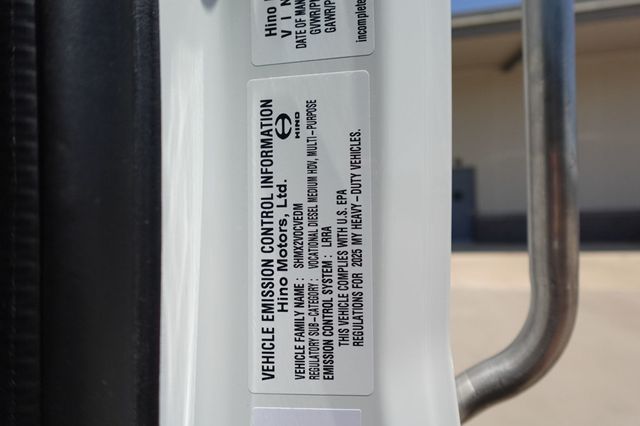 VEHICLE EMISSION CONTROL INFORMATION
Hino Motors, Ltd.
HINO
VEHICLE FAMILY NAME : SHMX2VOCVEDM
REGULATORY SUB-CATEGORY : VOCATIONAL DIESEL MEDIUM HDV, MULTI-PURPOSE
EMISSION CONTROL SYSTEM : LRRA
THIS VEHICLE COMPLIES WITH U.S. EPA
REGULATIONS FOR 2025 MY HEAVY-DUTY VEHICLES.
Hino
V I N
DATE OF MAN
GVWR/P
GAWR/P
incomplete